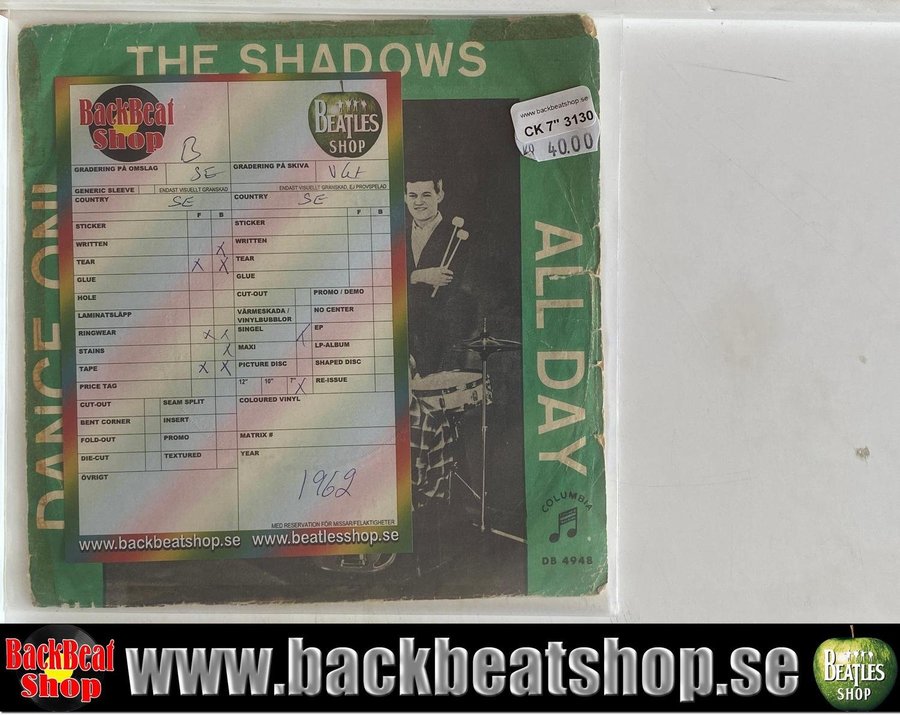 THE SHADOWS
DANCE ON!
ALL DAY
COLUMBIA
DB 4948
www.backbeatshop.se
CK 7" 3130
KR 40.00
BackBeat
Shop
BEATLES
SHOP
B
GRADERING PÅ OMSLAG SE
GENERIC SLEEVE ENDAST VISUELLT GRANSKAD
COUNTRY SE
F B
STICKER
WRITTEN X
TEAR X X
GLUE
HOLE
LAMINATSLÄPP
RINGWEAR X X
STAINS X
TAPE X X
PRICE TAG
CUT-OUT SEAM SPLIT
BENT CORNER INSERT
FOLD-OUT PROMO
DIE-CUT TEXTURED
ÖVRIGT
GRADERING PÅ SKIVA VG+
ENDAST VISUELLT GRANSKAD, EJ PROVSPELAD
COUNTRY SE
F B
STICKER
WRITTEN
TEAR
GLUE
CUT-OUT PROMO / DEMO
VÄRMESKADA / VINYLBUBBLOR NO CENTER
SINGEL X EP
MAXI LP-ALBUM
PICTURE DISC SHAPED DISC
12" 10" 7" X RE-ISSUE
COLOURED VINYL
MATRIX #
YEAR
1962
MED RESERVATION FÖR MISSAR/FELAKTIGHETER
www.backbeatshop.se www.beatlesshop.se
BackBeat
Shop
www.backbeatshop.se
BEATLES
SHOP